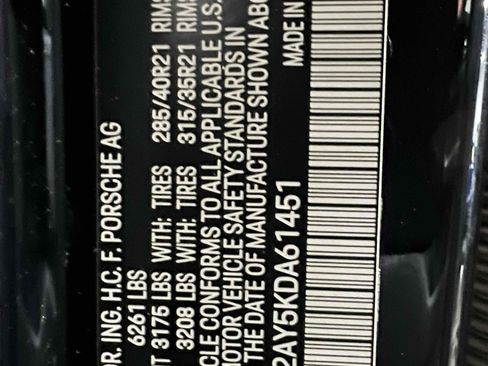 DR. ING. H.C. F. PORSCHE AG
6261 LBS
3175 LBS WITH: TIRES 285/40R21 RIMS
3208 LBS WITH: TIRES 315/35R21 RIMS
CONFORMS TO ALL APPLICABLE U.S.
MOTOR VEHICLE SAFETY STANDARDS IN
THE DATE OF MANUFACTURE SHOWN ABO
2AY5KDA61451 MADE IN